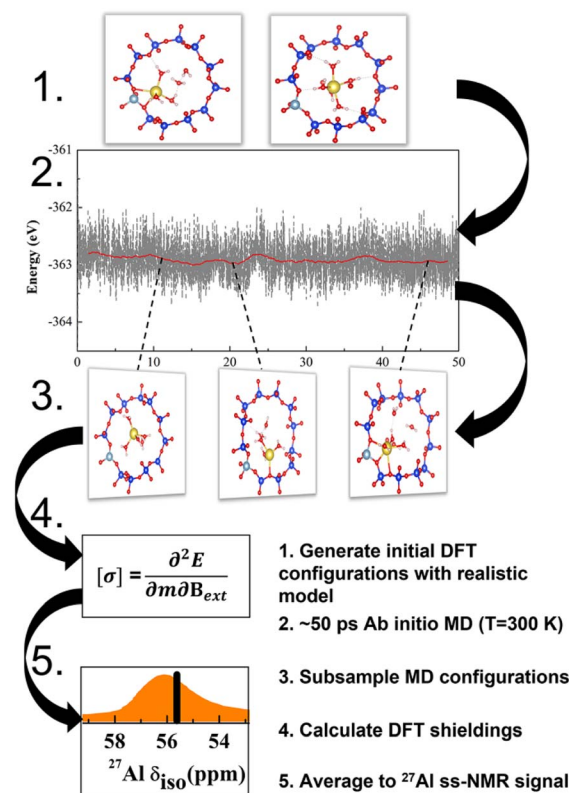 1.
2.
-361
-362
-363
-364
Energy (eV)
0 10 20 30 40 50
3.
4.
[σ] = ∂²E / ∂m∂B_ext
5.
58 56 54
²⁷Al δ_iso(ppm)
1. Generate initial DFT
configurations with realistic
model
2. ~50 ps Ab initio MD (T=300 K)
3. Subsample MD configurations
4. Calculate DFT shieldings
5. Average to ²⁷Al ss-NMR signal